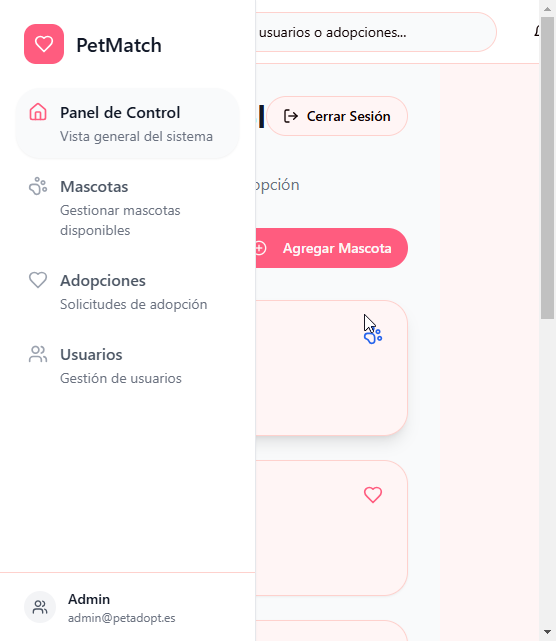 PetMatch
usuarios o adopciones...
Panel de Control
Vista general del sistema
Cerrar Sesión
Mascotas
Gestionar mascotas
disponibles
Agregar Mascota
Adopciones
Solicitudes de adopción
Usuarios
Gestión de usuarios
Admin
admin@petadopt.es